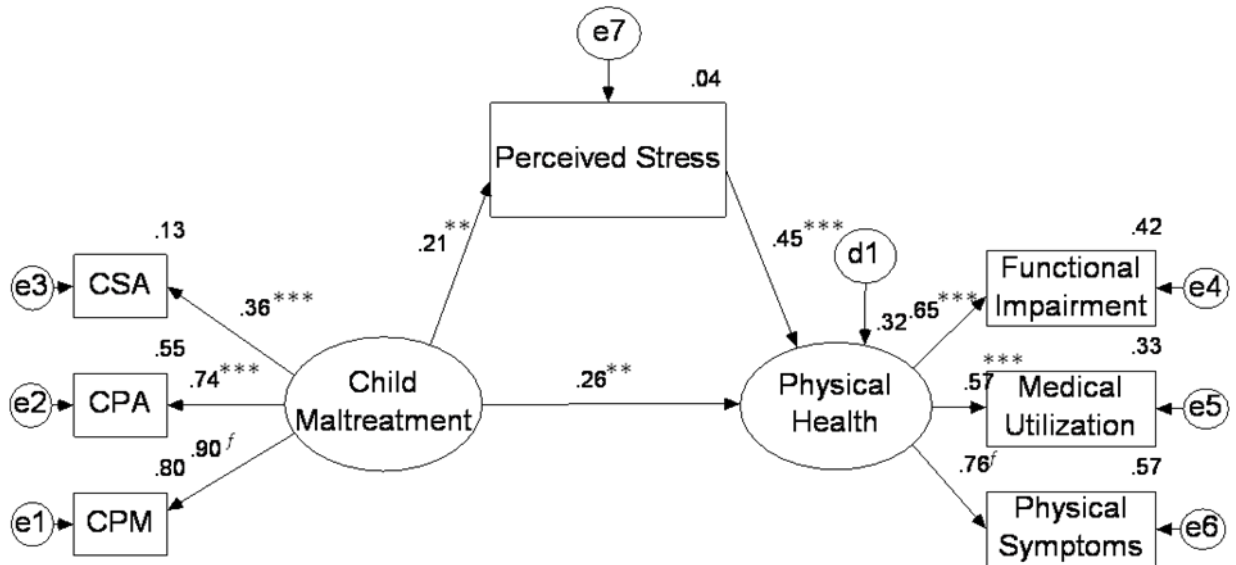 e7
.04
Perceived Stress
.21**
.45***
.13
e3
CSA
.36***
d1
.42
Functional
Impairment
e4
.32
.65***
.55
e2
CPA
.74***
Child
Maltreatment
.26**
Physical
Health
.57***
.33
Medical
Utilization
e5
.80
.90f
e1
CPM
.76f
.57
Physical
Symptoms
e6